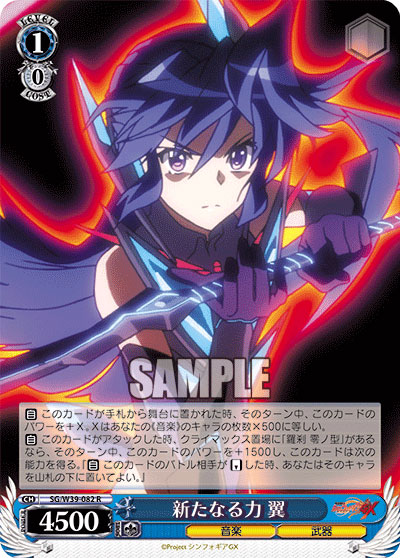 LEVEL
1
0
COST
SAMPLE
自 このカードが手札から舞台に置かれた時、そのターン中、このカードのパワーを＋X。Xはあなたの《音楽》のキャラの枚数×500に等しい。
自 このカードがアタックした時、クライマックス置場に「羅刹 零ノ型」があるなら、そのターン中、このカードのパワーを＋1500し、このカードは次の能力を得る。『自 このカードのバトル相手が した時、あなたはそのキャラを山札の下に置いてよい。』
CH SG/W39-082 R
新たなる力 翼
4500
音楽
武器
©Project シンフォギアGX